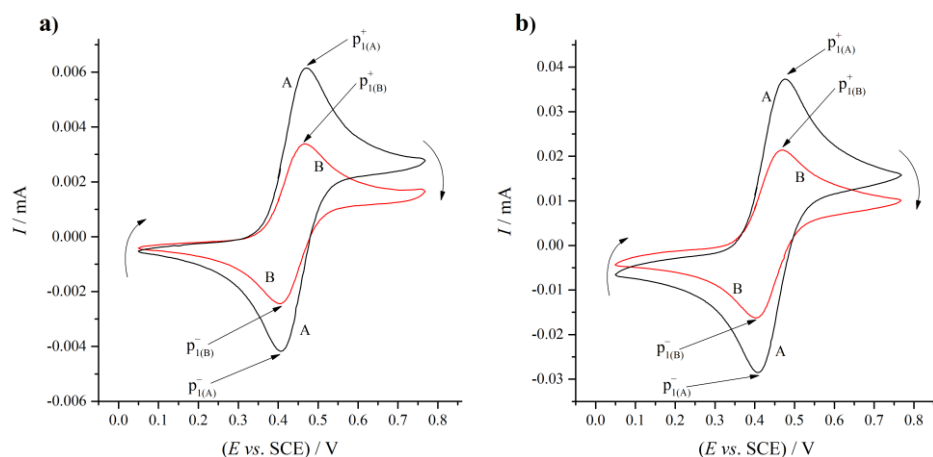 a)
p⁺1(A)
p⁺1(B)
A
B
B
A
p⁻1(B)
p⁻1(A)
0.006
0.004
0.002
0.000
-0.002
-0.004
-0.006
I / mA
0.0 0.1 0.2 0.3 0.4 0.5 0.6 0.7 0.8
(E vs. SCE) / V
b)
p⁺1(A)
p⁺1(B)
A
B
B
A
p⁻1(B)
p⁻1(A)
0.04
0.03
0.02
0.01
0.00
-0.01
-0.02
-0.03
I / mA
0.0 0.1 0.2 0.3 0.4 0.5 0.6 0.7 0.8
(E vs. SCE) / V